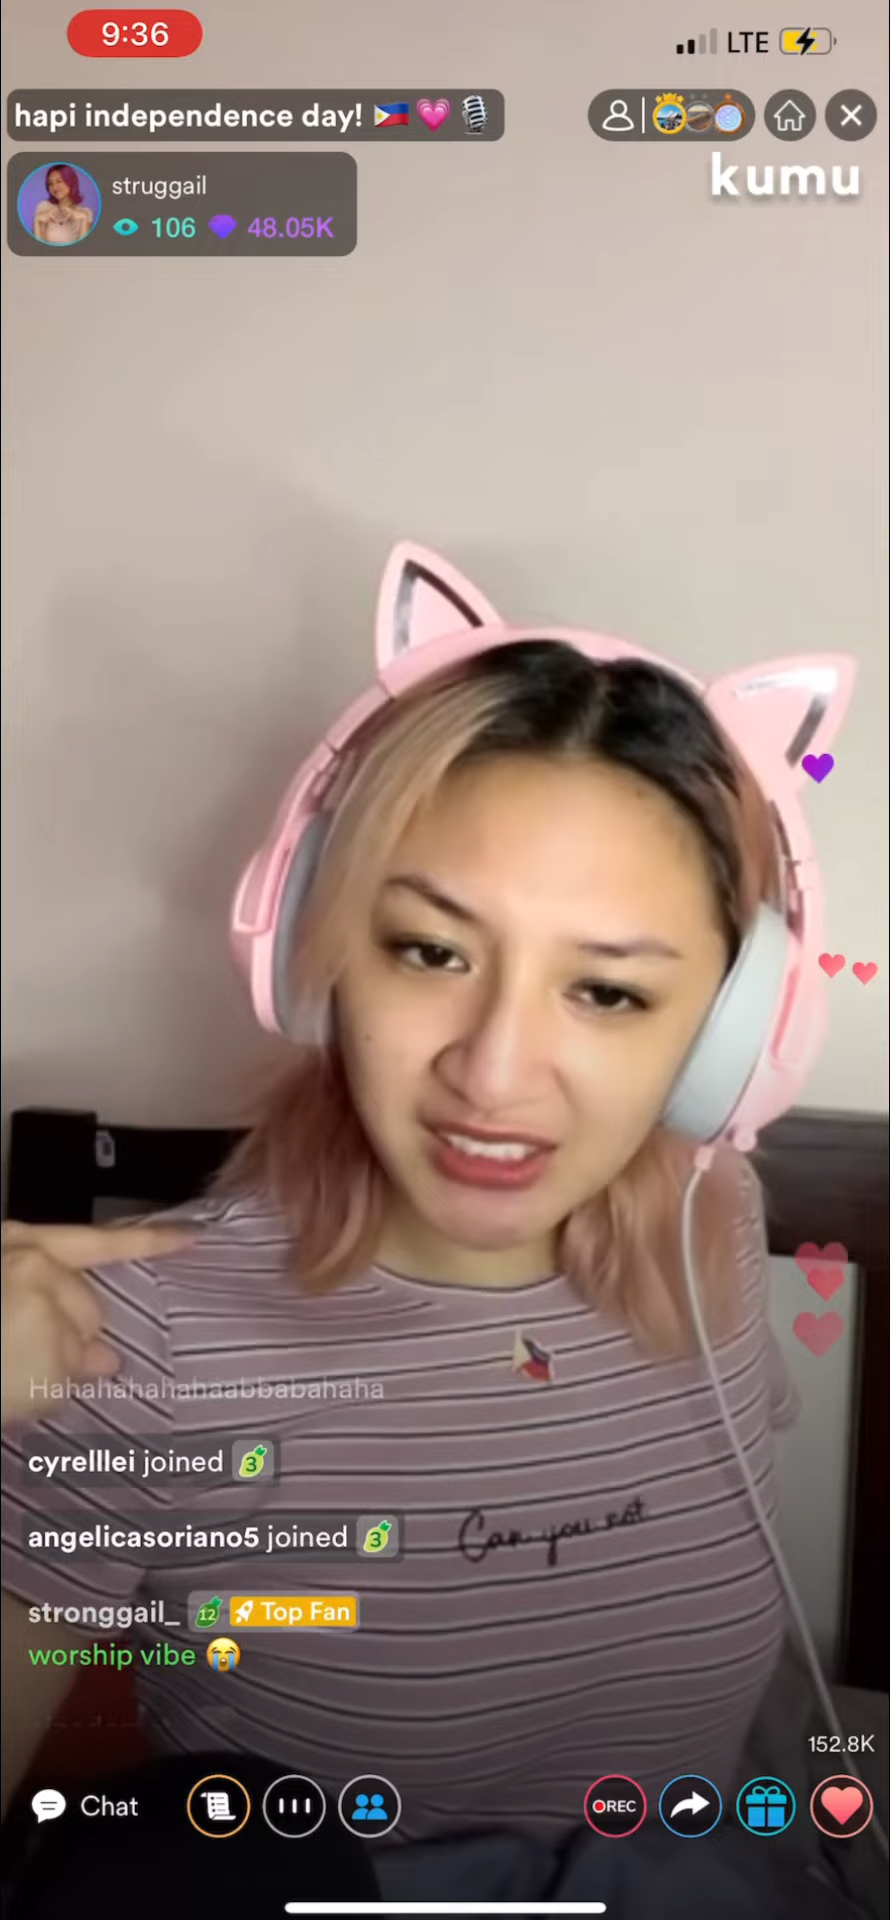 9:36
LTE
hapi independence day! 🇵🇭💗🎙️
kumu
struggail
106 48.05K
Hahahahahahaabbabahaha
cyrelllei joined 3
angelicasoriano5 joined 3
Can you not
stronggail_ 12 Top Fan
worship vibe 😭
152.8K
Chat
REC